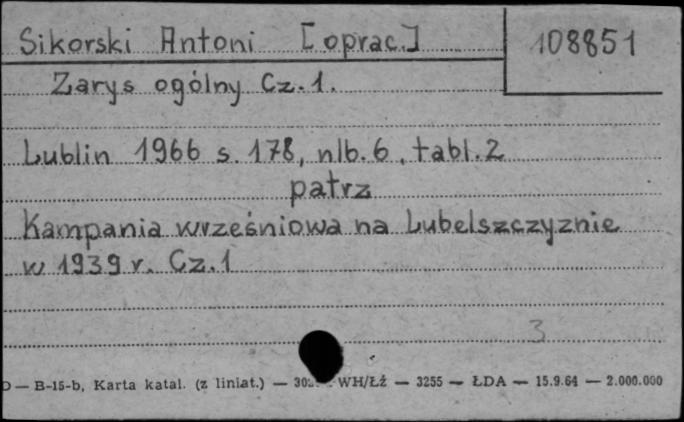 Sikorski Antoni [oprac.] 108851
Zarys ogólny Cz. 1.
Lublin 1966 s. 178, nlb. 6, tabl. 2
patrz
Kampania wrześniowa na Lubelszczyznie
w 1939 r. Cz. 1
3
— B-15-b, Karta katal. (z liniat.) — WH/Łź — 3255 — ŁDA — 15.9.64 — 2.000.000